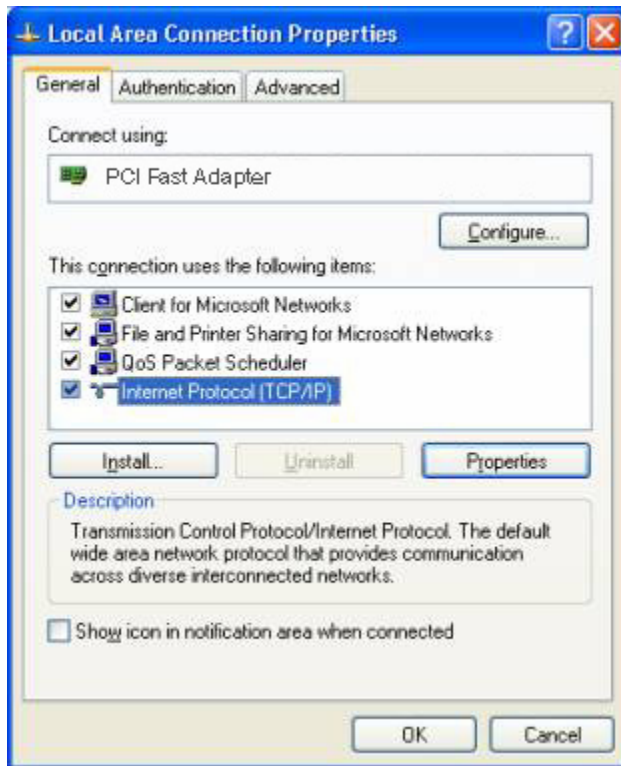 Local Area Connection Properties
General Authentication Advanced
Connect using:
PCI Fast Adapter
Configure...
This connection uses the following items:
Client for Microsoft Networks
File and Printer Sharing for Microsoft Networks
QoS Packet Scheduler
Internet Protocol (TCP/IP)
Install... Uninstall Properties
Description
Transmission Control Protocol/Internet Protocol. The default
wide area network protocol that provides communication
across diverse interconnected networks.
Show icon in notification area when connected
OK Cancel